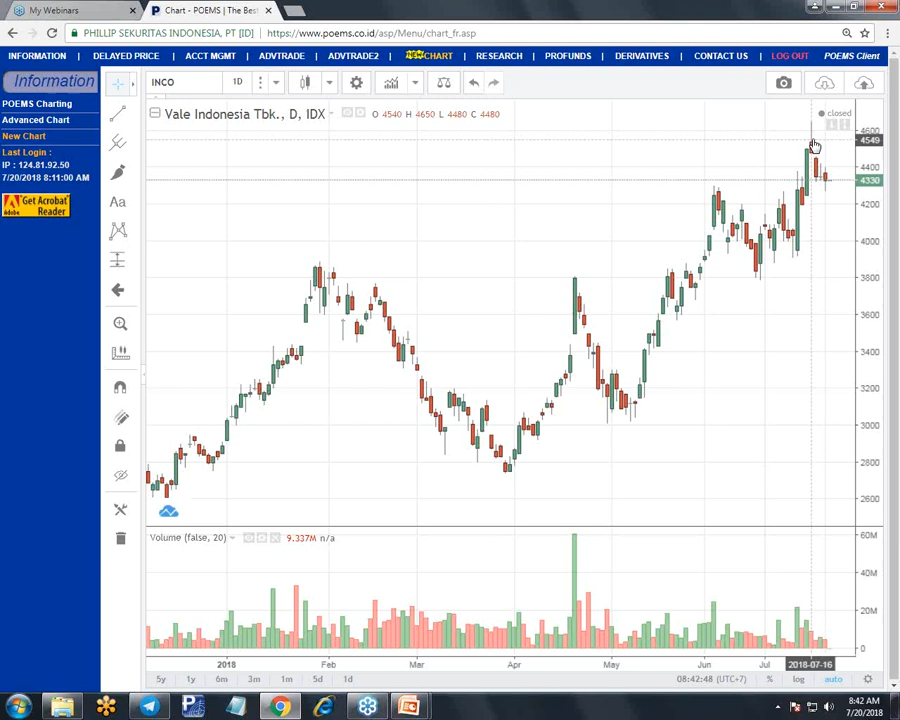 My Webinars
Chart - POEMS | The Bes
PHILLIP SEKURITAS INDONESIA, PT [ID]
https://www.poems.co.id/asp/Menu/chart_fr.asp
INFORMATION DELAYED PRICE ACCT MGMT ADVTRADE ADVTRADE2 NEW CHART RESEARCH PROFUNDS DERIVATIVES CONTACT US LOG OUT POEMS Client
Information
POEMS Charting
Advanced Chart
New Chart
Last Login :
IP : 124.81.92.50
7/20/2018 8:11:00 AM
Get Acrobat
Reader
Adobe
INCO 1D
Vale Indonesia Tbk., D, IDX O 4540 H 4650 L 4480 C 4480
closed
Aa
4600
4549
4400
4330
4200
4000
3800
3600
3400
3200
3000
2800
2600
Volume (false, 20) 9.337M n/a
60M
40M
20M
0
2018 Feb Mar Apr May Jun Jul 2018-07-16
5y 1y 6m 3m 1m 5d 1d 08:42:48 (UTC+7) % log auto
8:42 AM
7/20/2018